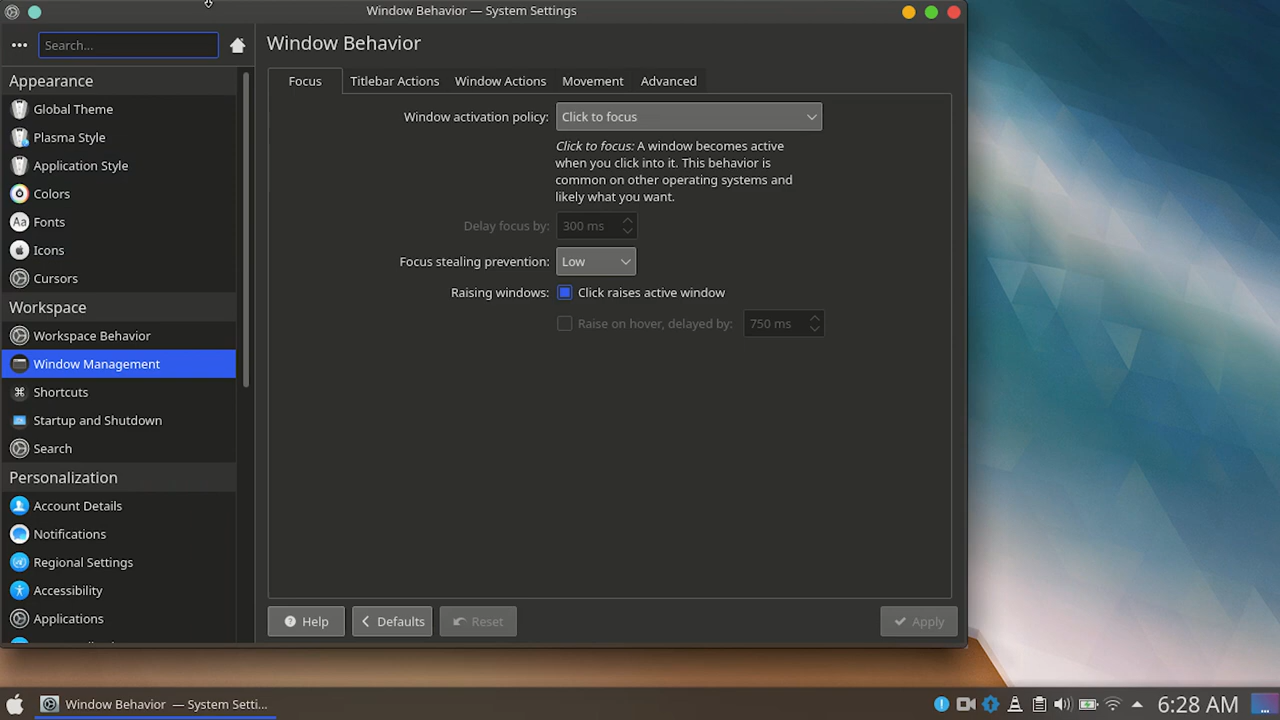 Window Behavior — System Settings
Search...
Window Behavior
Appearance
Global Theme
Plasma Style
Application Style
Colors
Aa Fonts
Icons
Cursors
Workspace
Workspace Behavior
Window Management
Shortcuts
Startup and Shutdown
Search
Personalization
Account Details
Notifications
Regional Settings
Accessibility
Applications
Focus
Titlebar Actions
Window Actions
Movement
Advanced
Window activation policy: Click to focus
Click to focus: A window becomes active
when you click into it. This behavior is
common on other operating systems and
likely what you want.
Delay focus by: 300 ms
Focus stealing prevention: Low
Raising windows: Click raises active window
Raise on hover, delayed by: 750 ms
Help
Defaults
Reset
Apply
Window Behavior — System Setti...
6:28 AM